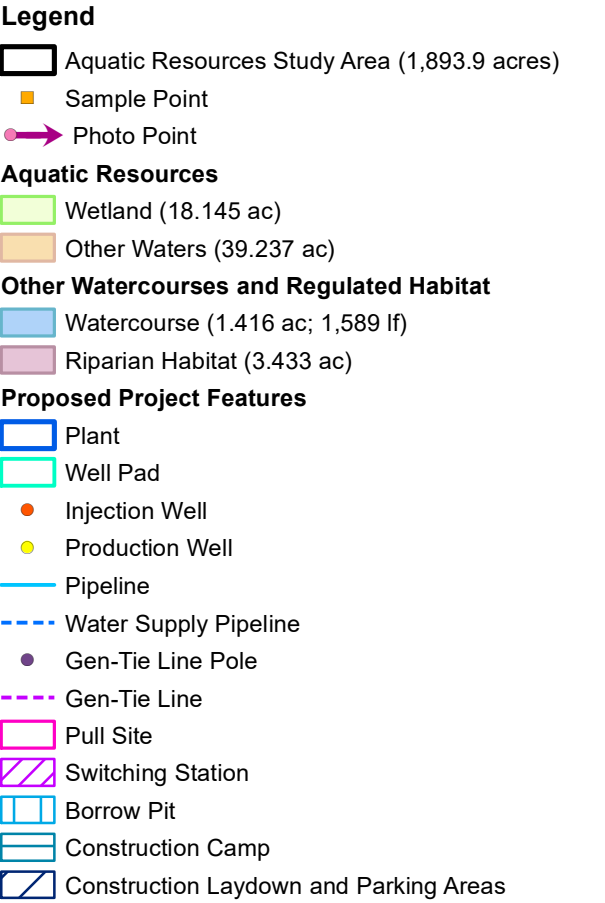 Legend
Aquatic Resources Study Area (1,893.9 acres)
Sample Point
Photo Point
Aquatic Resources
Wetland (18.145 ac)
Other Waters (39.237 ac)
Other Watercourses and Regulated Habitat
Watercourse (1.416 ac; 1,589 lf)
Riparian Habitat (3.433 ac)
Proposed Project Features
Plant
Well Pad
Injection Well
Production Well
Pipeline
Water Supply Pipeline
Gen-Tie Line Pole
Gen-Tie Line
Pull Site
Switching Station
Borrow Pit
Construction Camp
Construction Laydown and Parking Areas